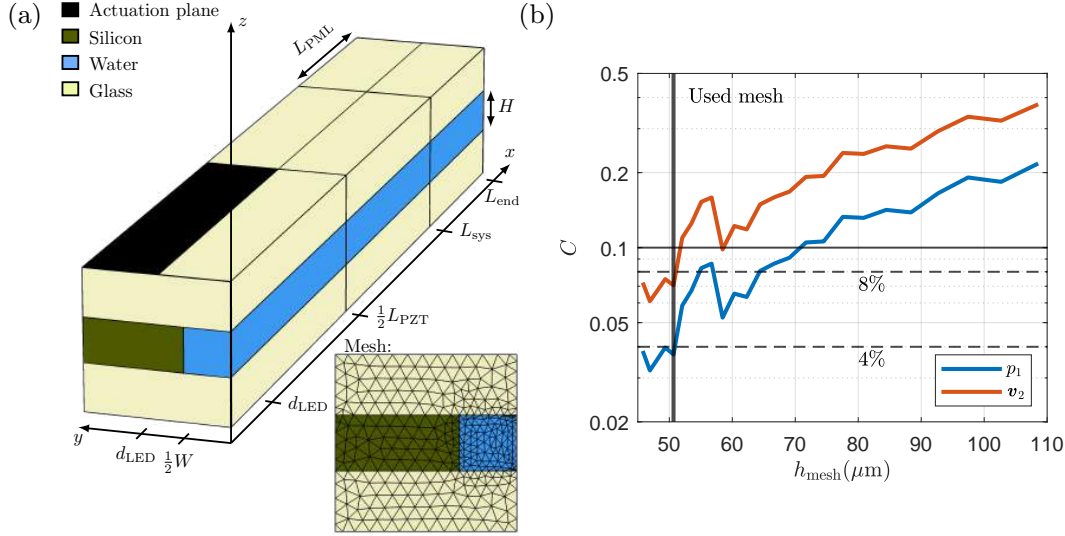 (a)
Actuation plane
Silicon
Water
Glass
z
L_PML
H
x
L_end
L_sys
½L_PZT
d_LED
y
d_LED
½W
Mesh:
(b)
0.5
0.2
0.1
0.05
0.02
C
Used mesh
8%
4%
p₁
v₂
50
60
70
80
90
100
110
h_mesh(μm)